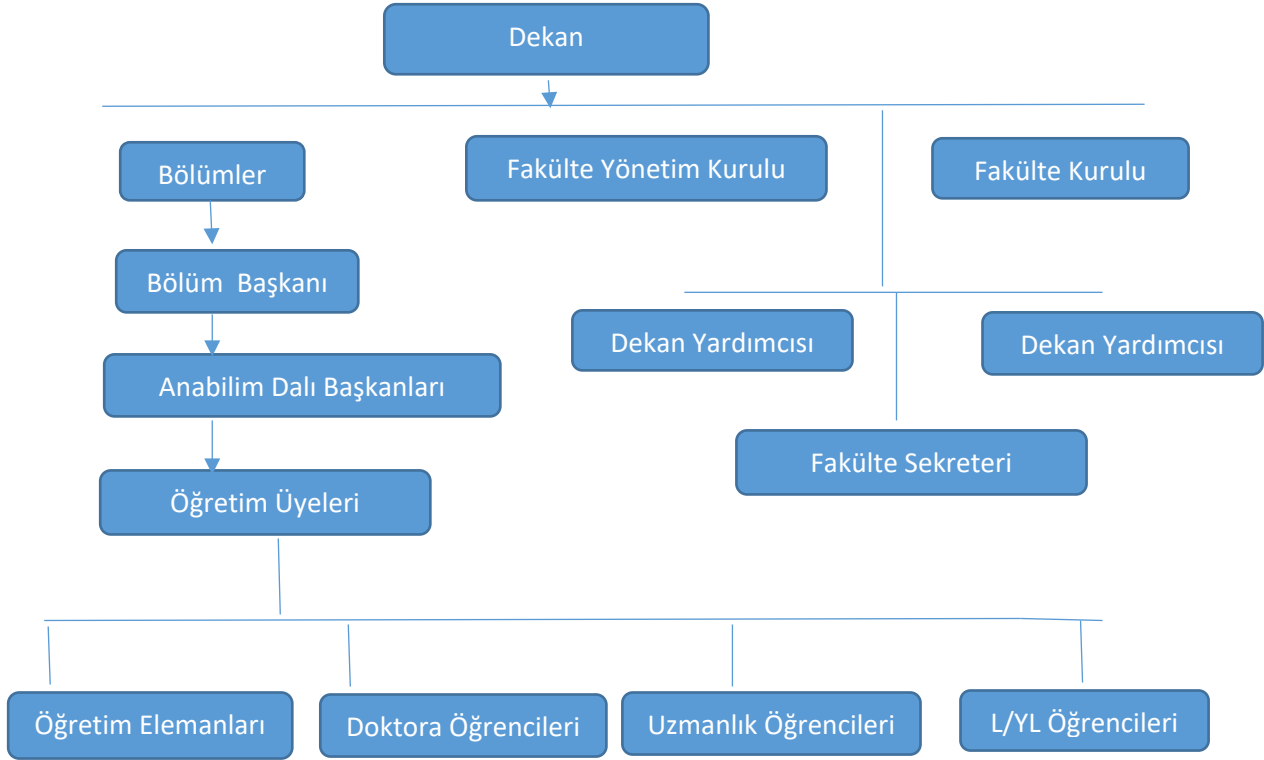 Dekan
Bölümler
Fakülte Yönetim Kurulu
Fakülte Kurulu
Bölüm  Başkanı
Dekan Yardımcısı
Dekan Yardımcısı
Anabilim Dalı Başkanları
Fakülte Sekreteri
Öğretim Üyeleri
Öğretim Elemanları
Doktora Öğrencileri
Uzmanlık Öğrencileri
L/YL Öğrencileri